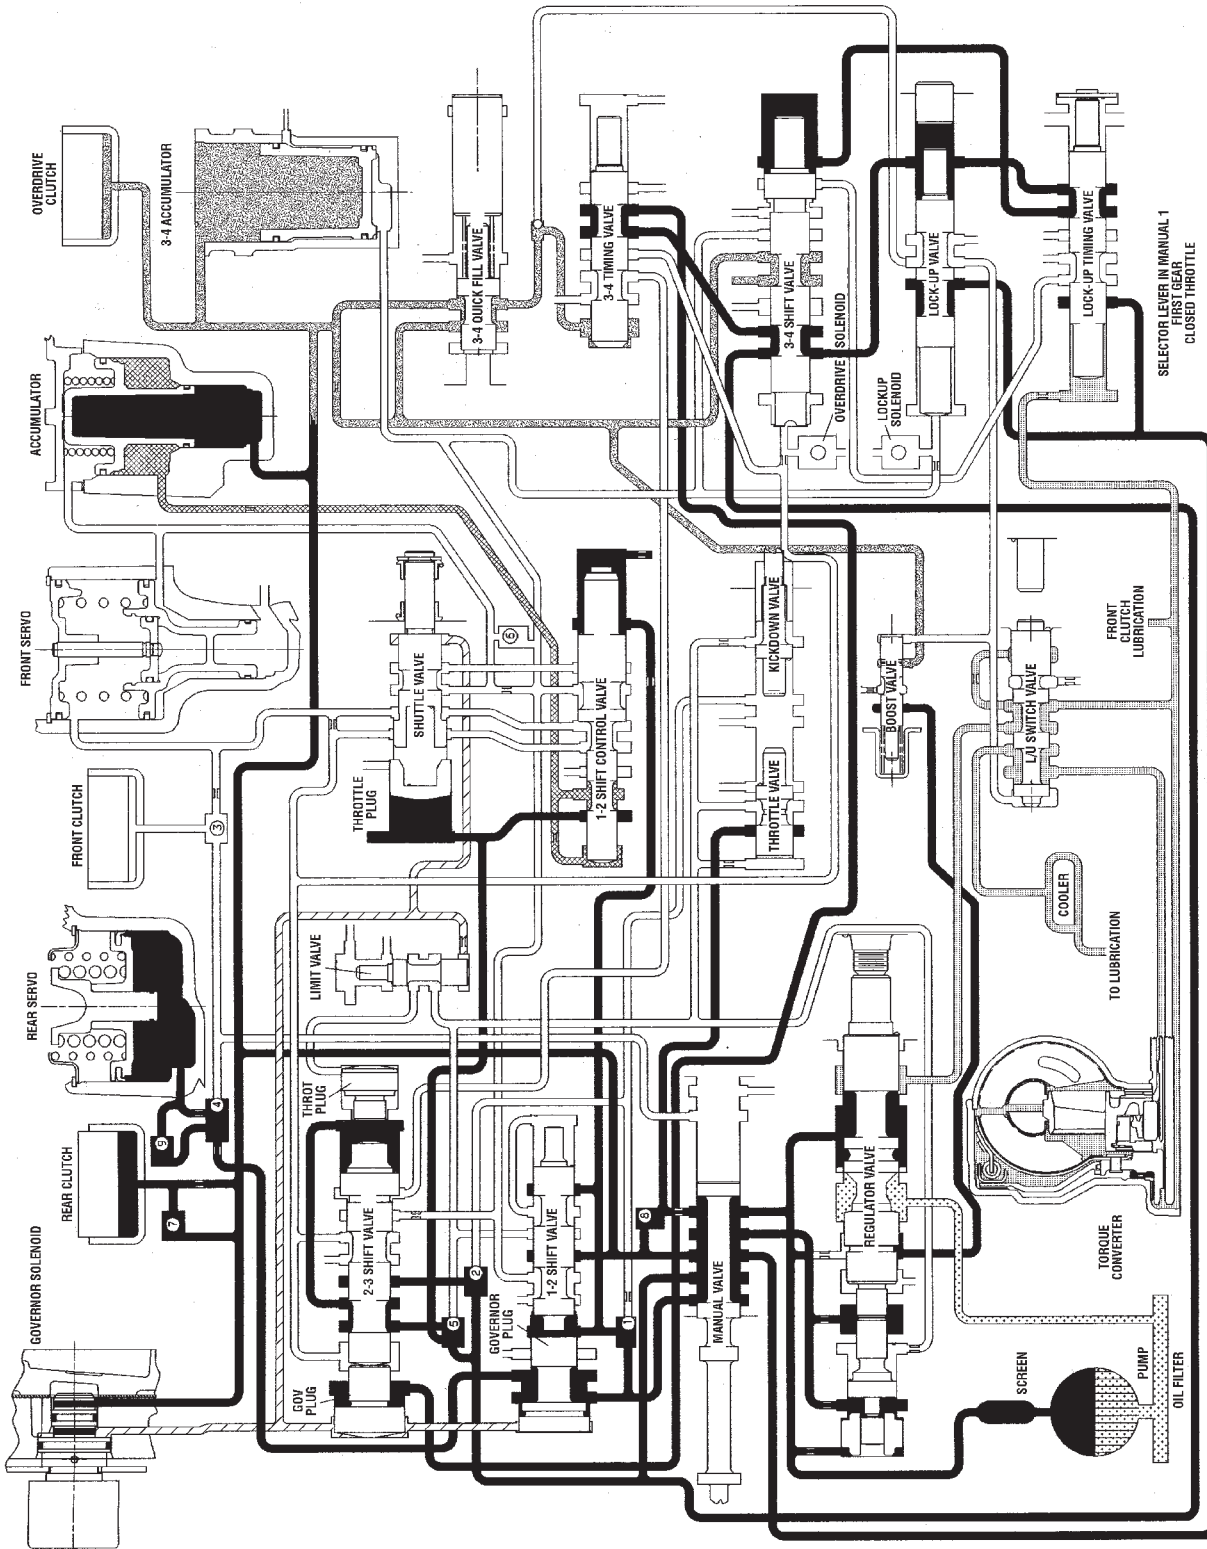 OVERDRIVE
CLUTCH
3-4 ACCUMULATOR
3-4 QUICK FILL VALVE
3-4 TIMING VALVE
3-4 SHIFT VALVE
OVERDRIVE SOLENOID
LOCKUP
SOLENOID
LOCK-UP VALVE
LOCK-UP TIMING VALVE
SELECTOR LEVER IN MANUAL 1
FIRST GEAR
CLOSED THROTTLE
ACCUMULATOR
FRONT SERVO
SHUTTLE VALVE
6
1-2 SHIFT CONTROL VALVE
KICKDOWN VALVE
BOOST VALVE
L/U SWITCH VALVE
FRONT
CLUTCH
LUBRICATION
FRONT CLUTCH
3
THROTTLE
PLUG
THROTTLE VALVE
COOLER
TO LUBRICATION
REAR SERVO
LIMIT VALVE
THROT
PLUG
REAR CLUTCH
9
4
7
2-3 SHIFT VALVE
2
5
1-2 SHIFT VALVE
GOVERNOR
PLUG
1
8
MANUAL VALVE
REGULATOR VALVE
TORQUE
CONVERTER
GOVERNOR SOLENOID
GOV
PLUG
SCREEN
PUMP
OIL FILTER